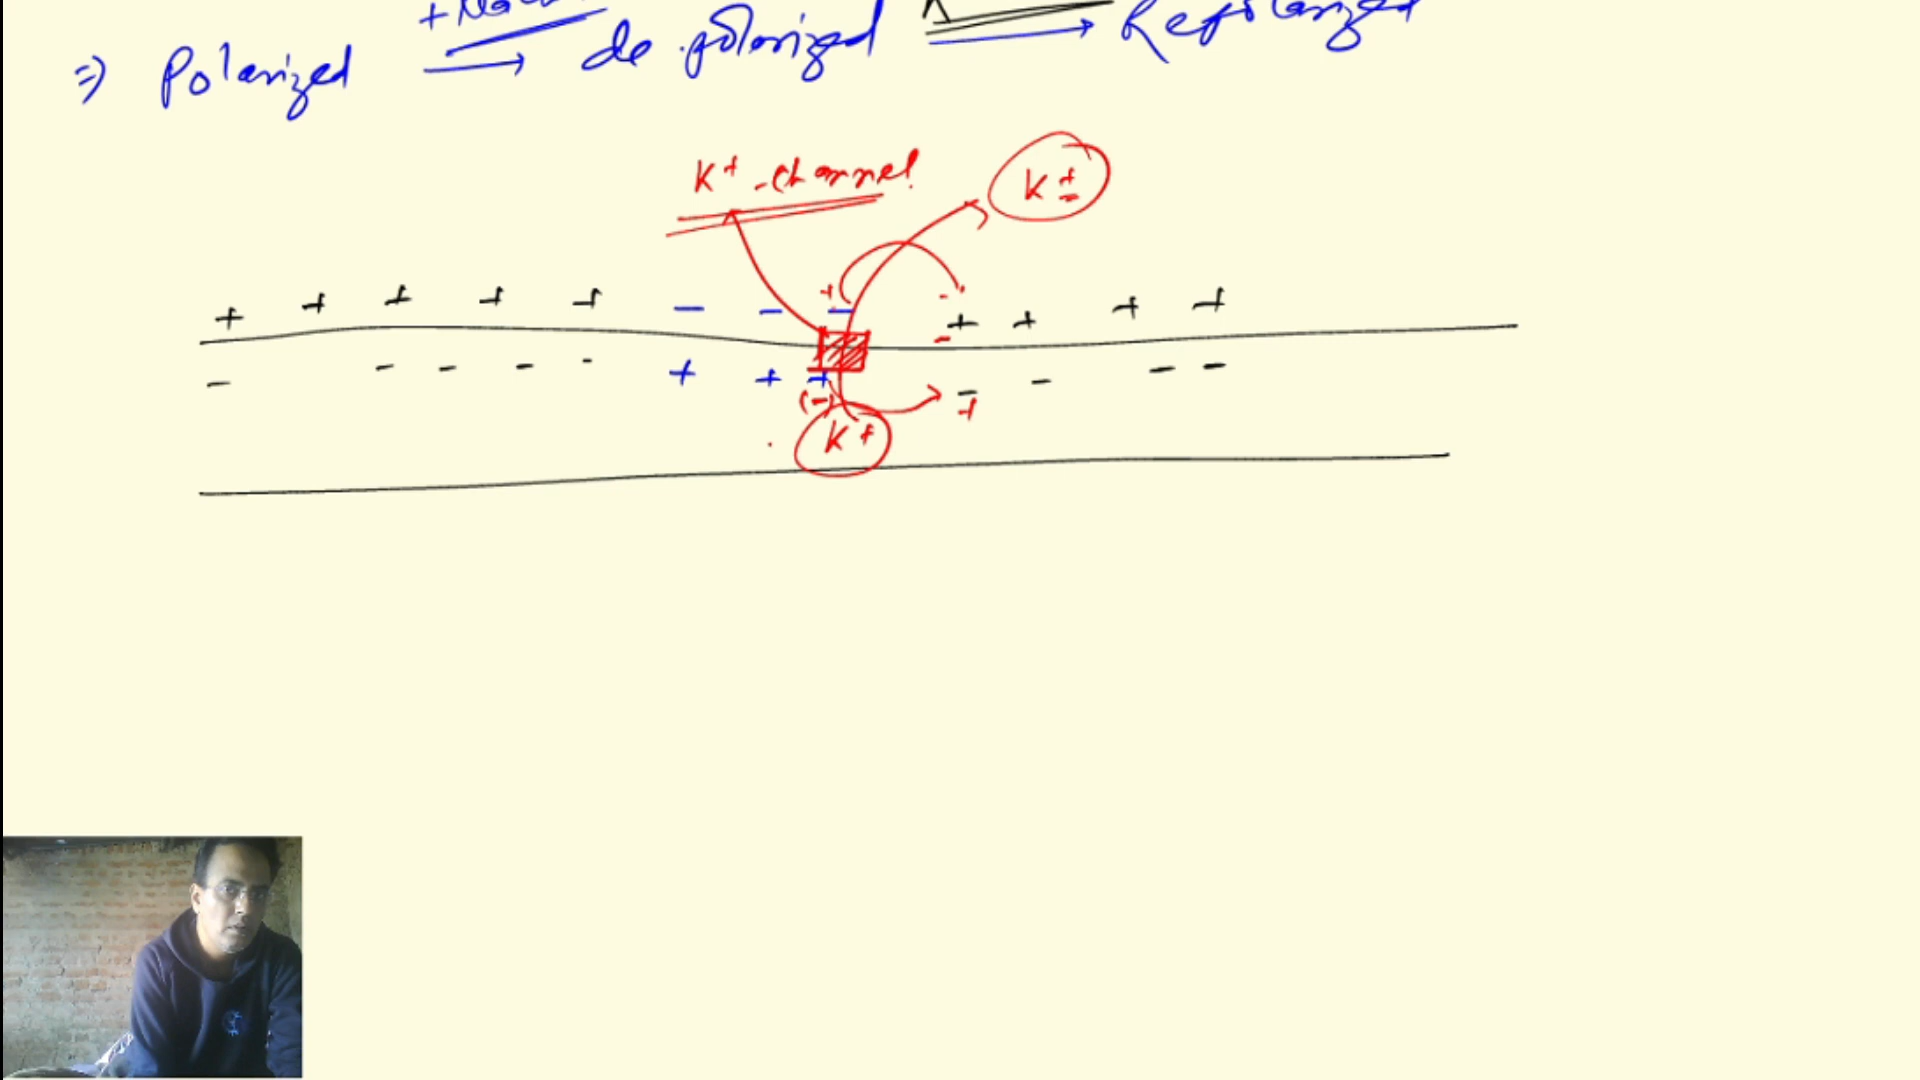 ⇒ Polarized → de polarized → Repolarized
K+ - channel
K+
+ + + + + - - - + + + +
- - - - - + + + - - - -
(-) +
K+